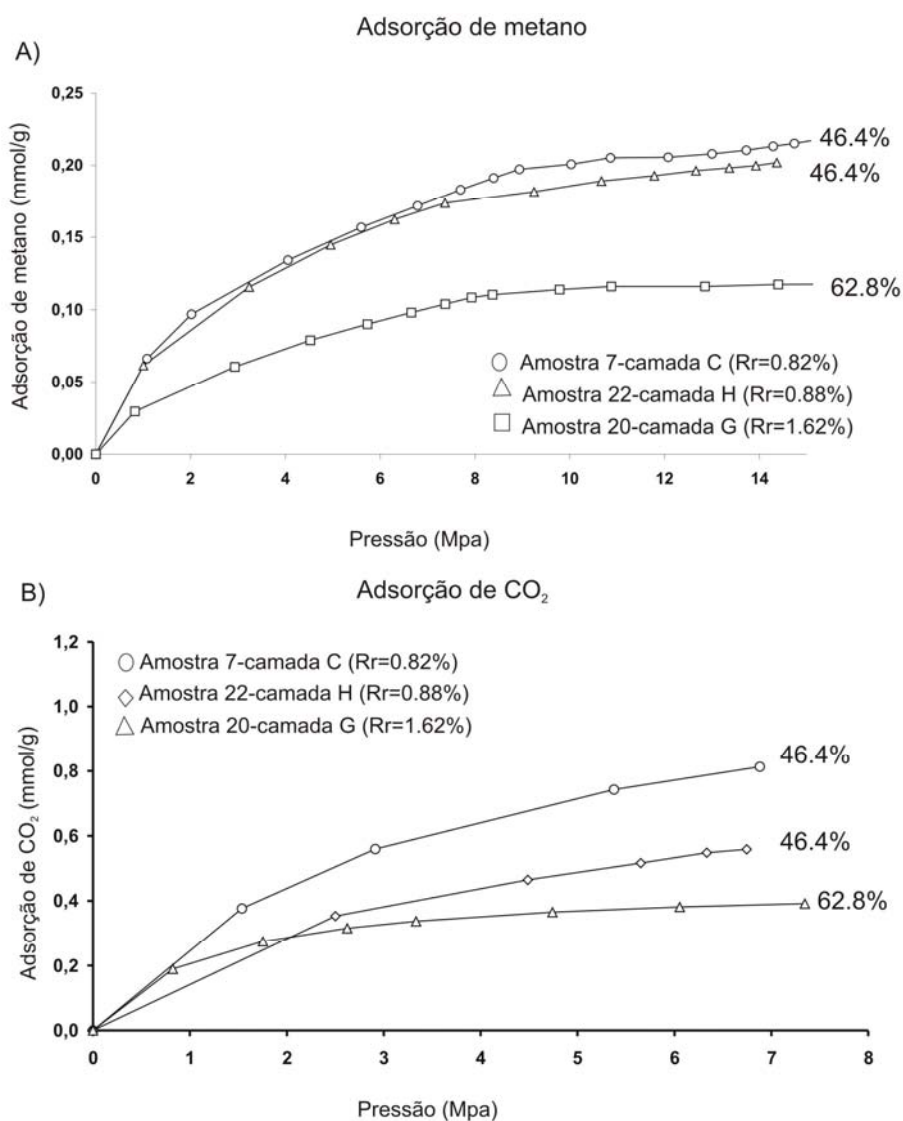 Adsorção de metano
A)
Adsorção de metano (mmol/g)
0,25
0,20
0,15
0,10
0,05
0,00
0 2 4 6 8 10 12 14
Pressão (Mpa)
46.4%
46.4%
62.8%
Amostra 7-camada C (Rr=0.82%)
Amostra 22-camada H (Rr=0.88%)
Amostra 20-camada G (Rr=1.62%)
B)
Adsorção de CO₂
Adsorção de CO₂ (mmol/g)
1,2
1,0
0,8
0,6
0,4
0,2
0,0
0 1 2 3 4 5 6 7 8
Pressão (Mpa)
Amostra 7-camada C (Rr=0.82%)
Amostra 22-camada H (Rr=0.88%)
Amostra 20-camada G (Rr=1.62%)
46.4%
46.4%
62.8%